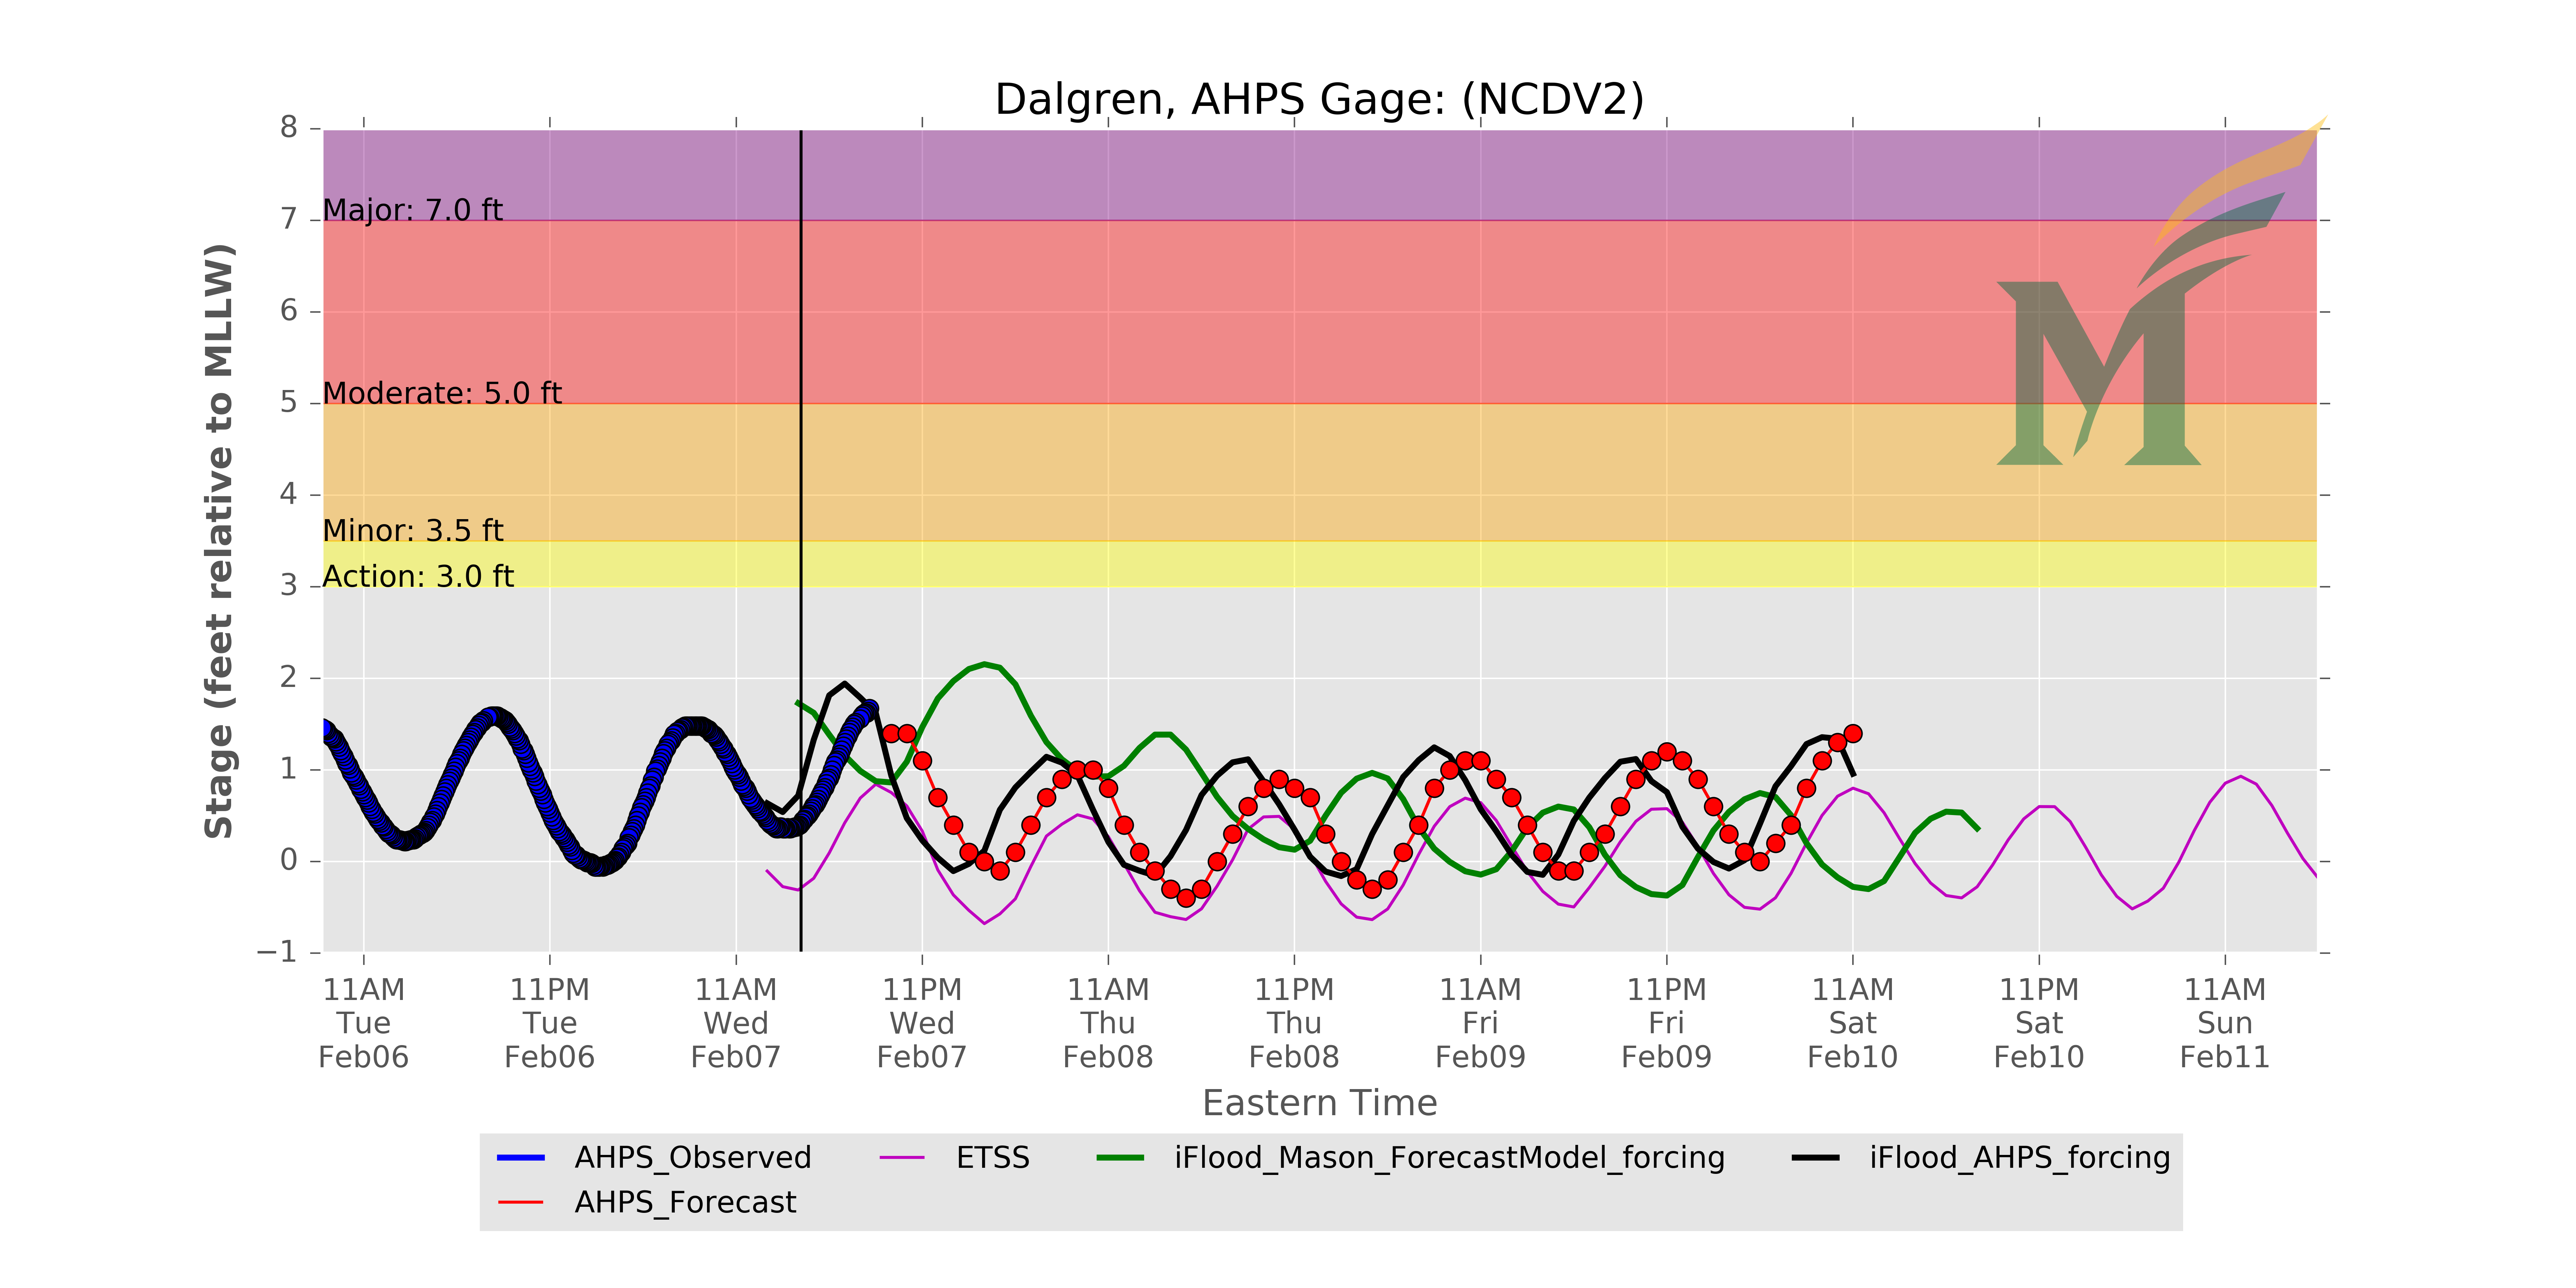 Dalgren, AHPS Gage: (NCDV2)
Stage (feet relative to MLLW)
8
7
6
5
4
3
2
1
0
−1
Major: 7.0 ft
Moderate: 5.0 ft
Minor: 3.5 ft
Action: 3.0 ft
M
11AM 11PM 11AM 11PM 11AM 11PM 11AM 11PM 11AM 11PM 11AM
Tue Tue Wed Wed Thu Thu Fri Fri Sat Sat Sun
Feb06 Feb06 Feb07 Feb07 Feb08 Feb08 Feb09 Feb09 Feb10 Feb10 Feb11
Eastern Time
AHPS_Observed ETSS iFlood_Mason_ForecastModel_forcing iFlood_AHPS_forcing
AHPS_Forecast